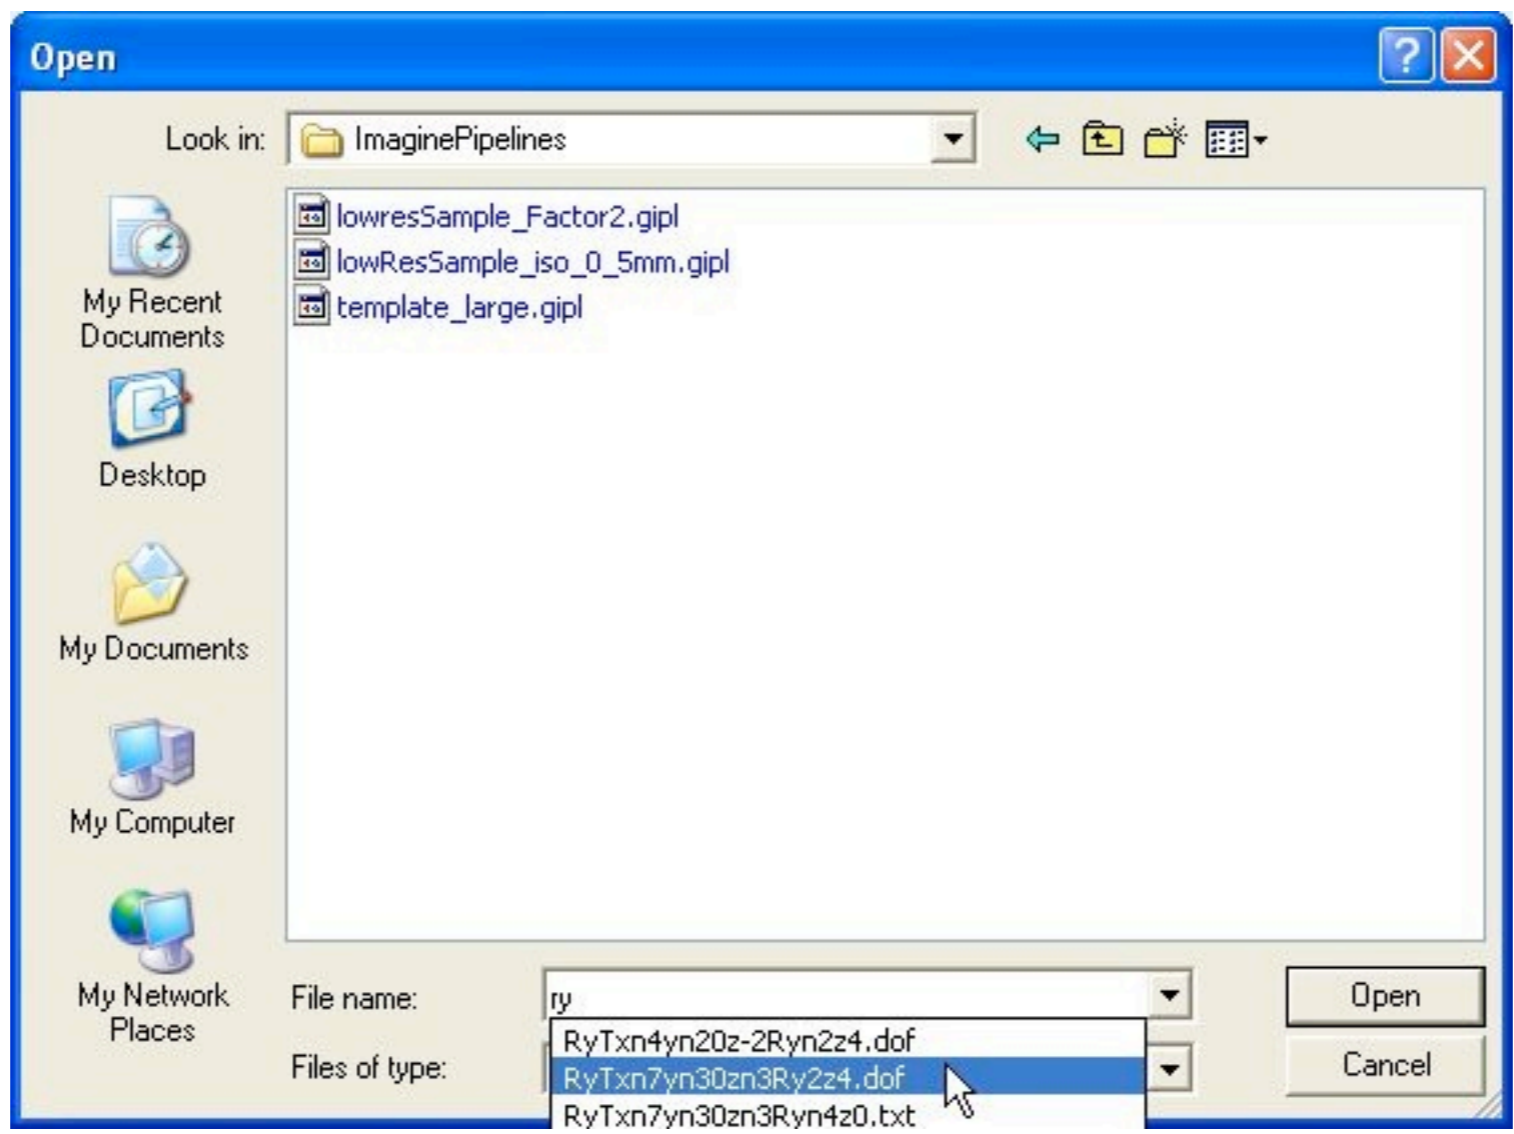 Open
Look in: ImaginePipelines
lowresSample_Factor2.gipl
lowResSample_iso_0_5mm.gipl
template_large.gipl
My Recent
Documents
Desktop
My Documents
My Computer
My Network
Places
File name: ry
Open
RyTxn4yn20z-2Ryn2z4.dof
RyTxn7yn30zn3Ry2z4.dof
RyTxn7yn30zn3Ryn4z0.txt
Files of type:
Cancel